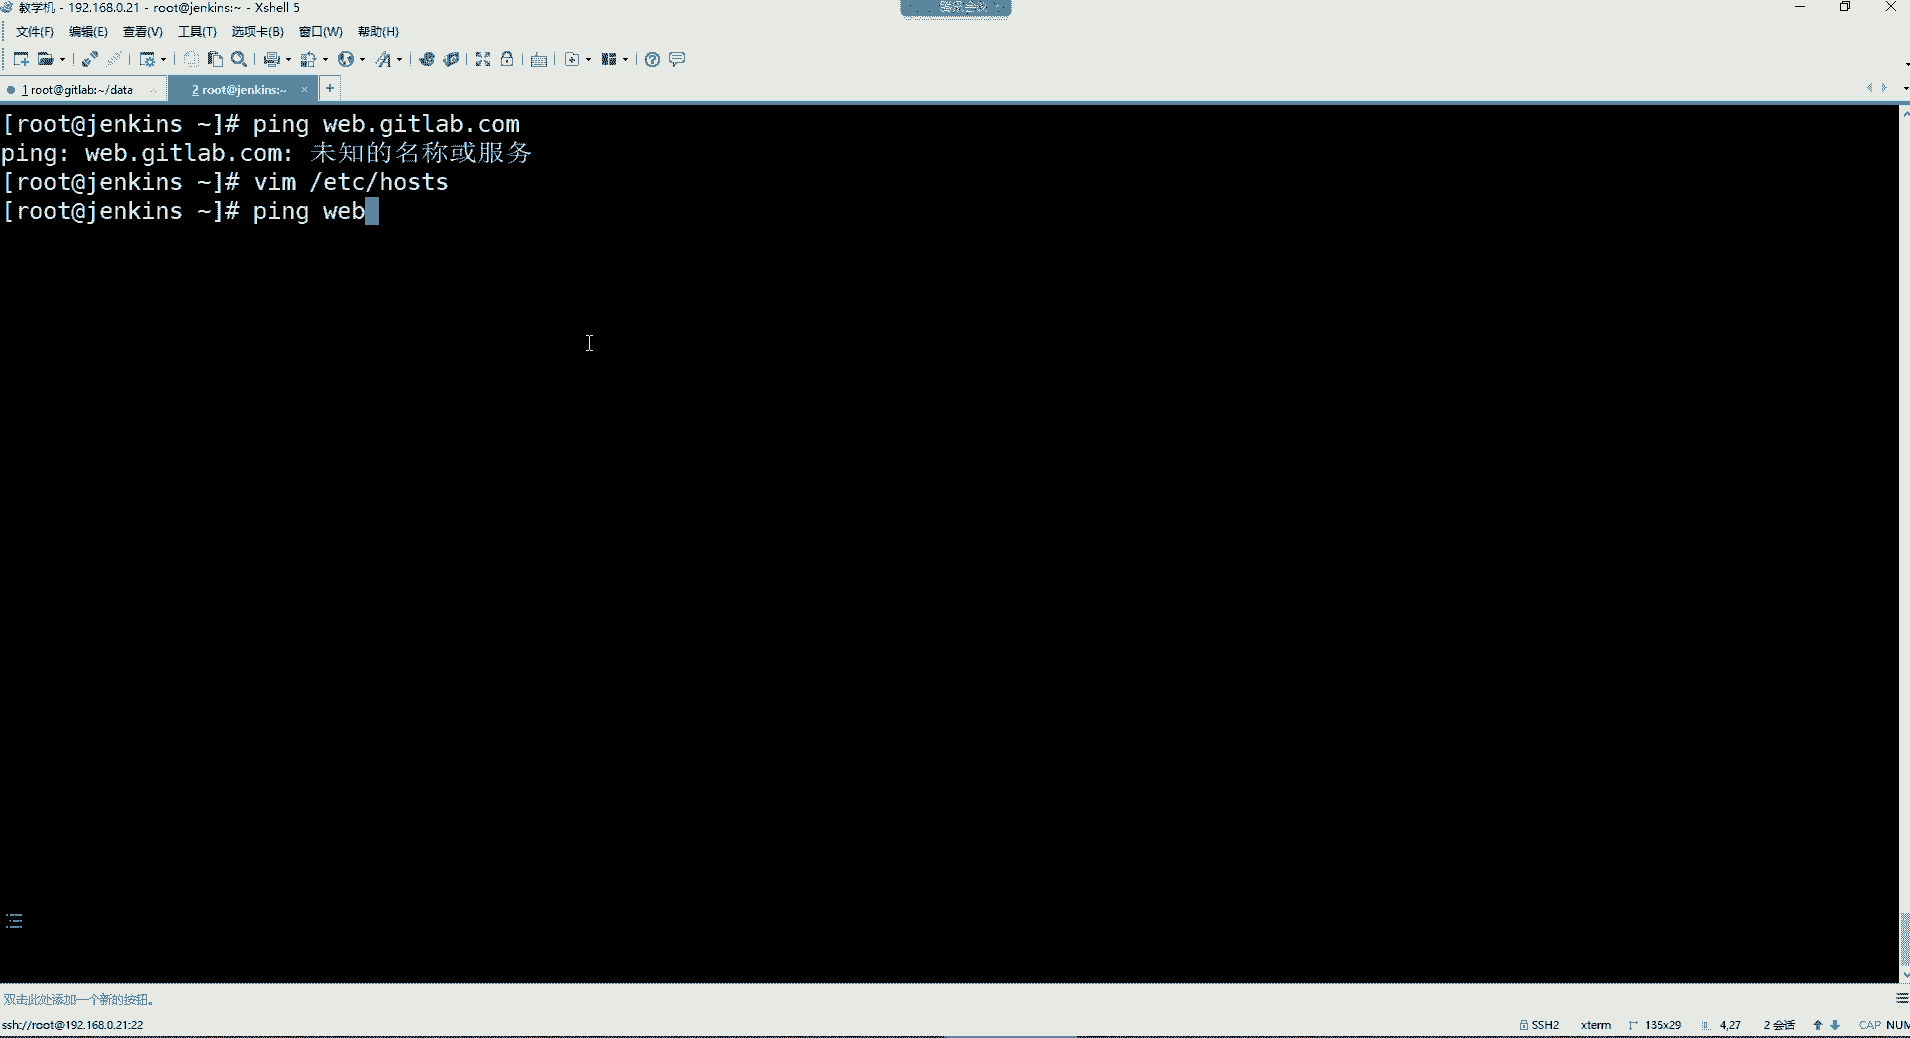 教学机 - 192.168.0.21 - root@jenkins:~ - Xshell 5
腾讯会议
文件(F) 编辑(E) 查看(V) 工具(T) 选项卡(B) 窗口(W) 帮助(H)
1 root@gitlab:~/data
2 root@jenkins:~ × +
[root@jenkins ~]# ping web.gitlab.com
ping: web.gitlab.com: 未知的名称或服务
[root@jenkins ~]# vim /etc/hosts
[root@jenkins ~]# ping web
双击此处添加一个新的按钮。
ssh://root@192.168.0.21:22
SSH2 xterm 135x29 4,27 2 会话 CAP NUM